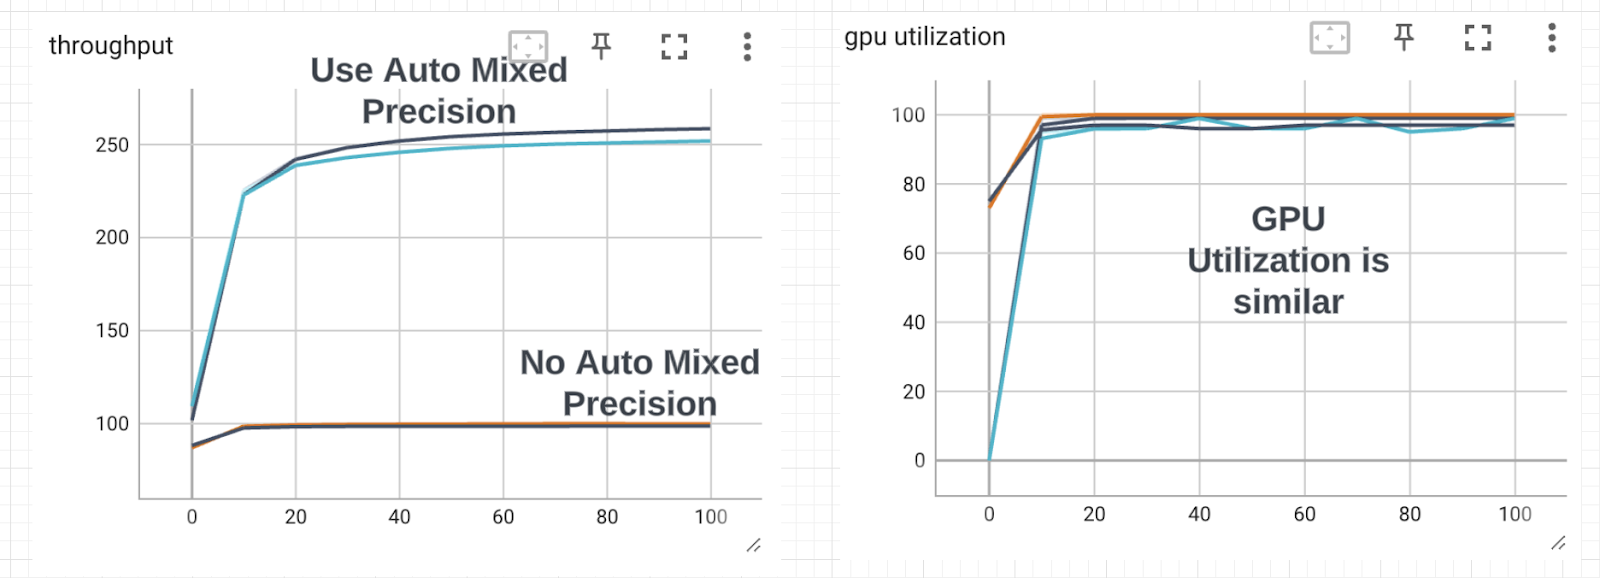 throughput
Use Auto Mixed
Precision
250
200
150
No Auto Mixed
Precision
100
0 20 40 60 80 100
gpu utilization
100
80
GPU
60
Utilization is
similar
40
20
0
0 20 40 60 80 100